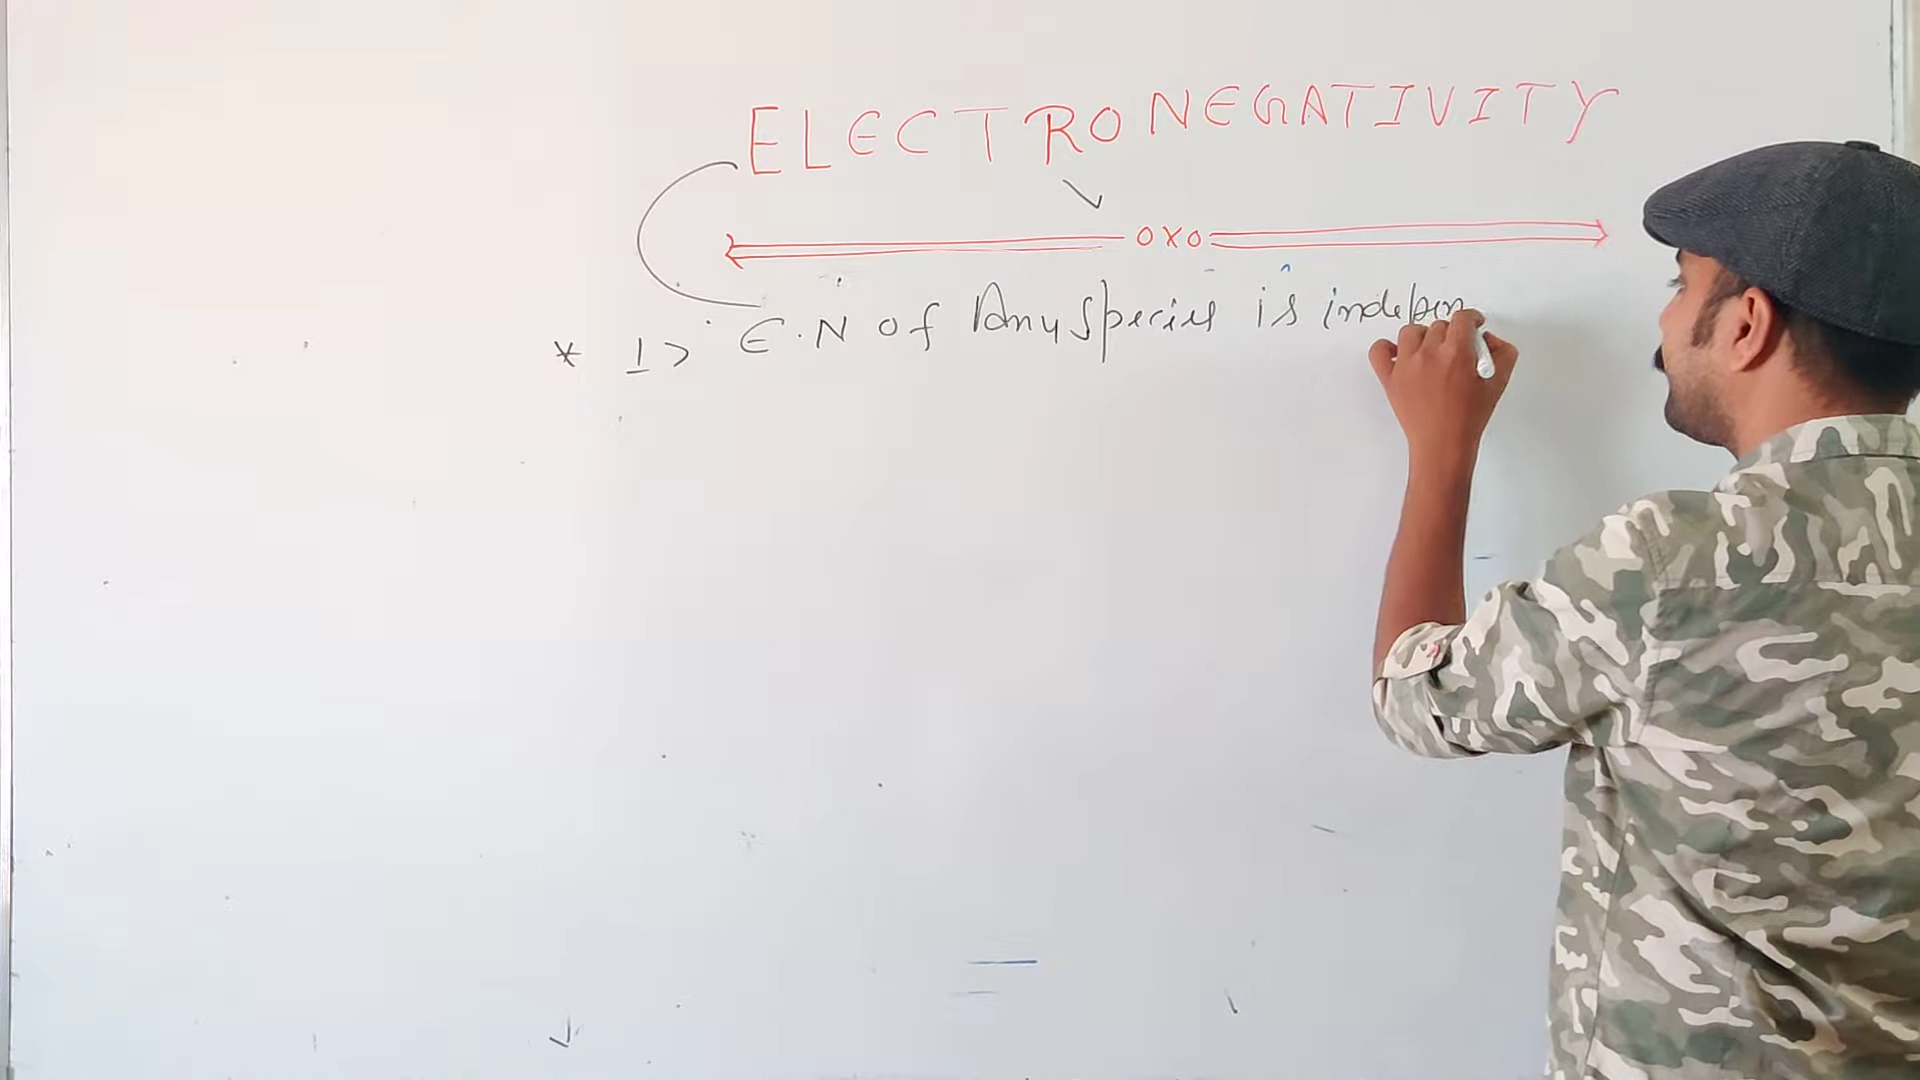 ELECTRONEGATIVITY
OXO
* 1> E.N of Any Species is indepen